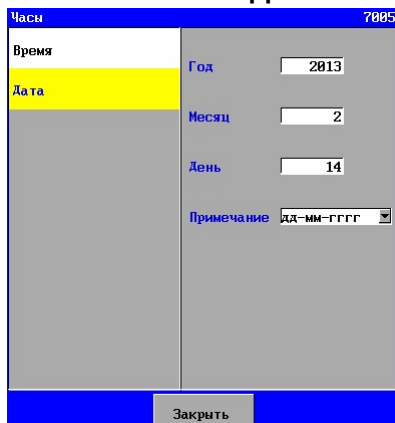 Часы 7005
Время
Дата
Год 2013
Месяц 2
День 14
Примечание дд-мм-гггг
Закрыть